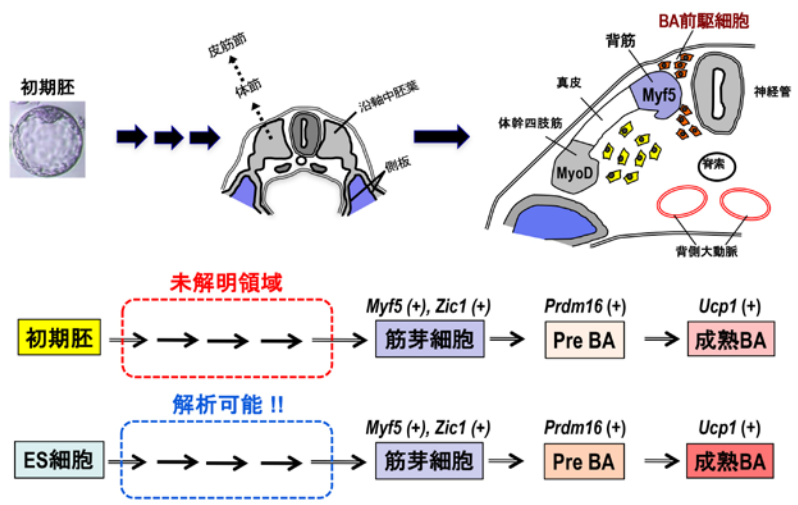 初期胚
皮筋節
体節
沿軸中胚葉
側板
BA前駆細胞
背筋
Myf5
真皮
神経管
体幹四肢筋
MyoD
脊索
背側大動脈
未解明領域
Myf5 (+), Zic1 (+)
Prdm16 (+)
Ucp1 (+)
初期胚
筋芽細胞
Pre BA
成熟BA
解析可能 !!
Myf5 (+), Zic1 (+)
Prdm16 (+)
Ucp1 (+)
ES細胞
筋芽細胞
Pre BA
成熟BA